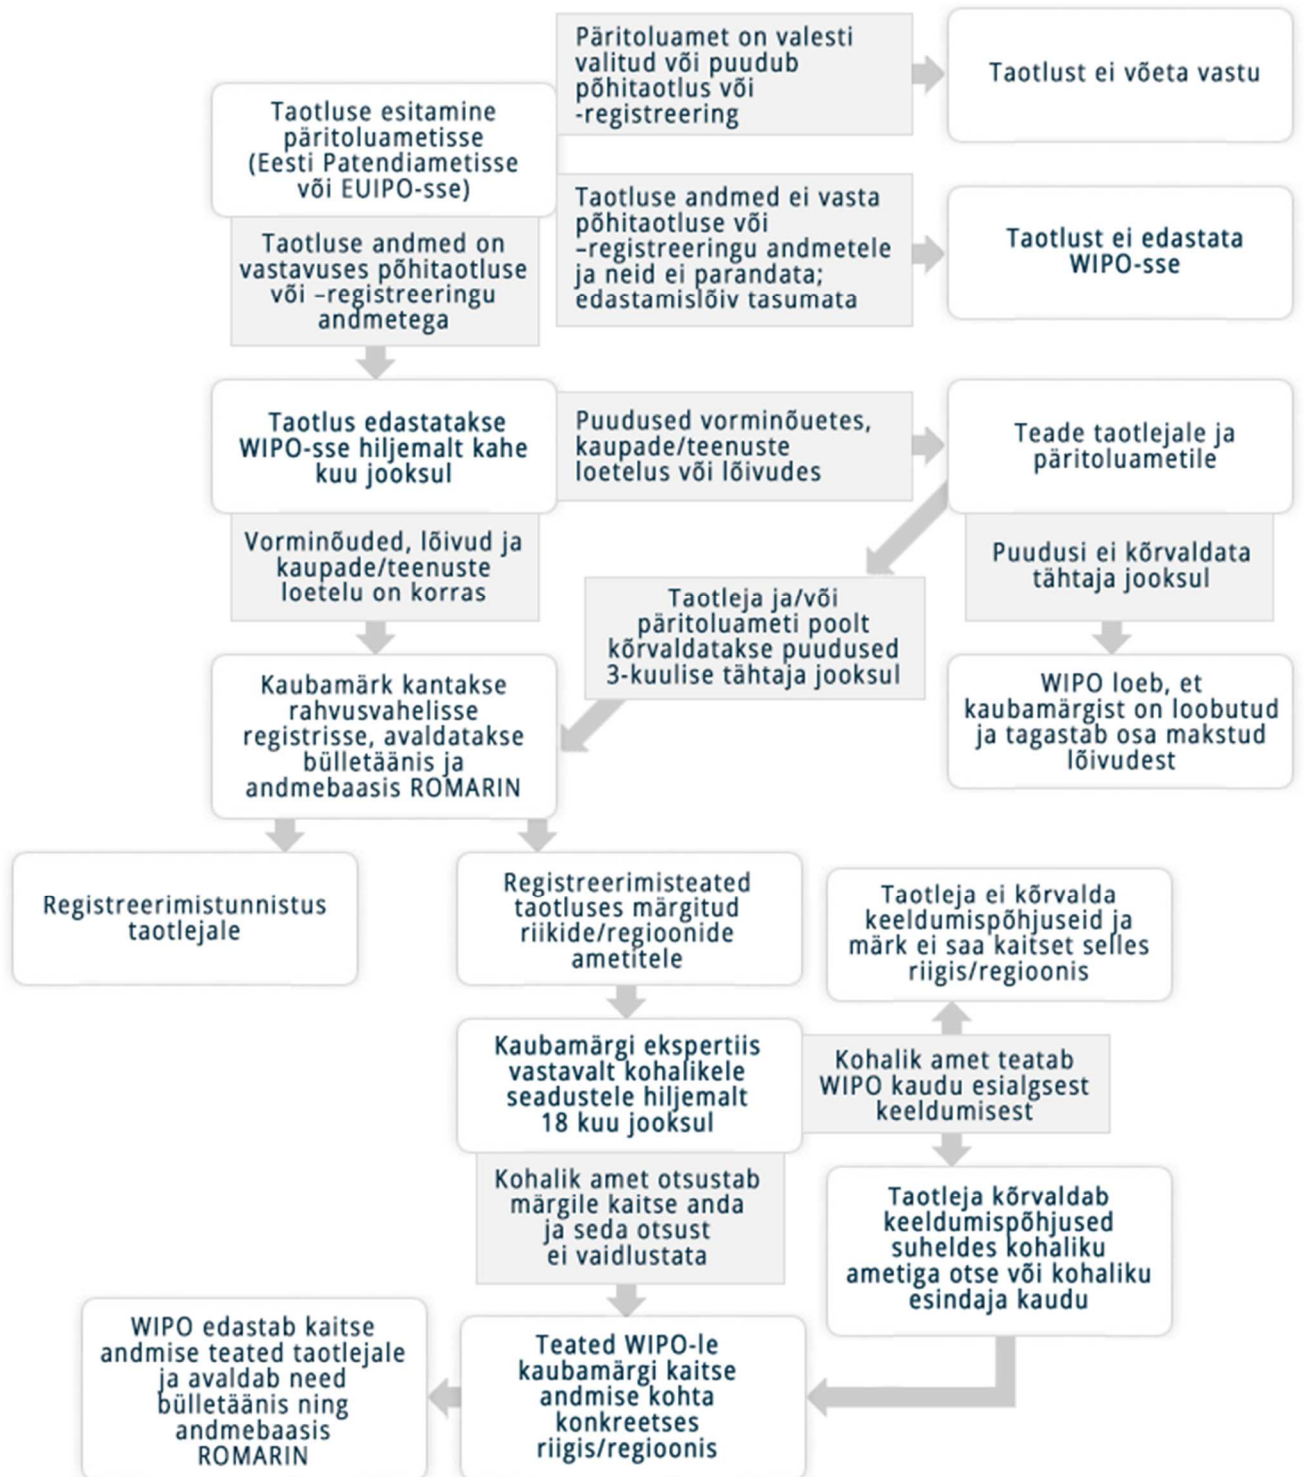 Päritoluamet on valesti
valitud või puudub
põhitaotlus või
-registreering
Taotlust ei võeta vastu
Taotluse esitamine
päritoluametisse
(Eesti Patendiametisse
või EUIPO-sse)
Taotluse andmed ei vasta
põhitaotluse või
–registreeringu andmetele
ja neid ei parandata;
edastamislõiv tasumata
Taotlust ei edastata
WIPO-sse
Taotluse andmed on
vastavuses põhitaotluse
või –registreeringu
andmetega
Taotlus edastatakse
WIPO-sse hiljemalt kahe
kuu jooksul
Puudused vorminõuetes,
kaupade/teenuste
loetelus või lõivudes
Teade taotlejale ja
päritoluametile
Vorminõuded, lõivud ja
kaupade/teenuste
loetelu on korras
Puudusi ei kõrvaldata
tähtaja jooksul
Taotleja ja/või
päritoluameti poolt
kõrvaldatakse puudused
3-kuulise tähtaja jooksul
Kaubamärk kantakse
rahvusvahelisse
registrisse, avaldatakse
bülletäänis ja
andmebaasis ROMARIN
WIPO loeb, et
kaubamärgist on loobutud
ja tagastab osa makstud
lõivudest
Registreerimistunnistus
taotlejale
Registreerimisteated
taotluses märgitud
riikide/regioonide
ametitele
Taotleja ei kõrvalda
keeldumispõhjuseid ja
märk ei saa kaitset selles
riigis/regioonis
Kaubamärgi ekspertiis
vastavalt kohalikele
seadustele hiljemalt
18 kuu jooksul
Kohalik amet teatab
WIPO kaudu esialgsest
keeldumisest
Kohalik amet otsustab
märgile kaitse anda
ja seda otsust
ei vaidlustata
Taotleja kõrvaldab
keeldumispõhjused
suheldes kohaliku
ametiga otse või kohaliku
esindaja kaudu
WIPO edastab kaitse
andmise teated taotlejale
ja avaldab need
bülletäänis ning
andmebaasis
ROMARIN
Teated WIPO-le
kaubamärgi kaitse
andmise kohta
konkreetses
riigis/regioonis